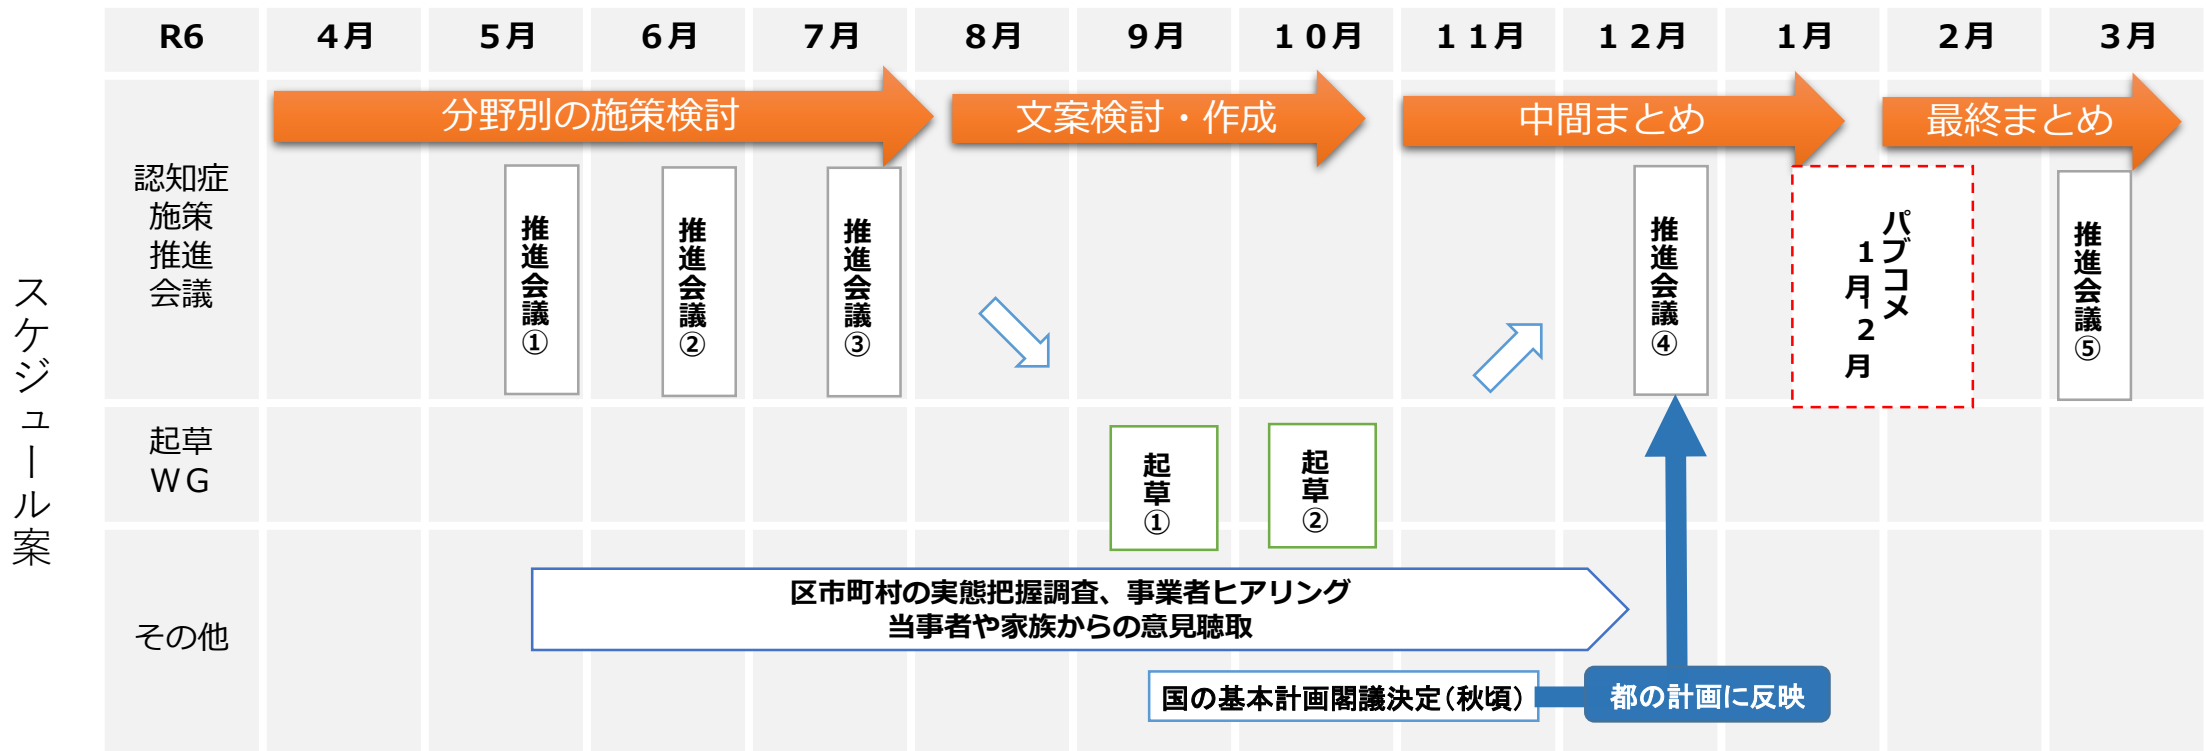 スケジュール案
R6
４月
５月
６月
７月
８月
９月
１０月
１１月
１２月
１月
２月
３月
認知症
施策
推進
会議
分野別の施策検討
文案検討・作成
中間まとめ
最終まとめ
推進会議①
推進会議②
推進会議③
推進会議④
パブコメ
１月-２月
推進会議⑤
起草
ＷＧ
起草①
起草②
その他
区市町村の実態把握調査、事業者ヒアリング
当事者や家族からの意見聴取
国の基本計画閣議決定（秋頃）
都の計画に反映